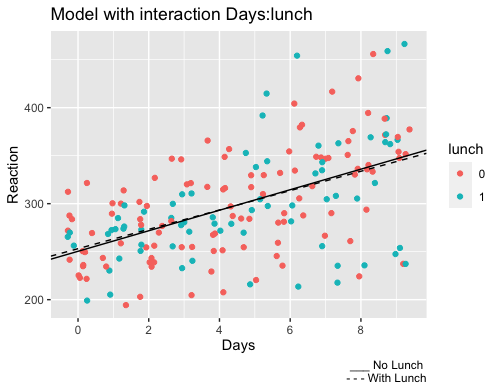 Model with interaction Days:lunch
Reaction
400
300
200
0
2
4
6
8
Days
lunch
0
1
___ No Lunch
- - - With Lunch